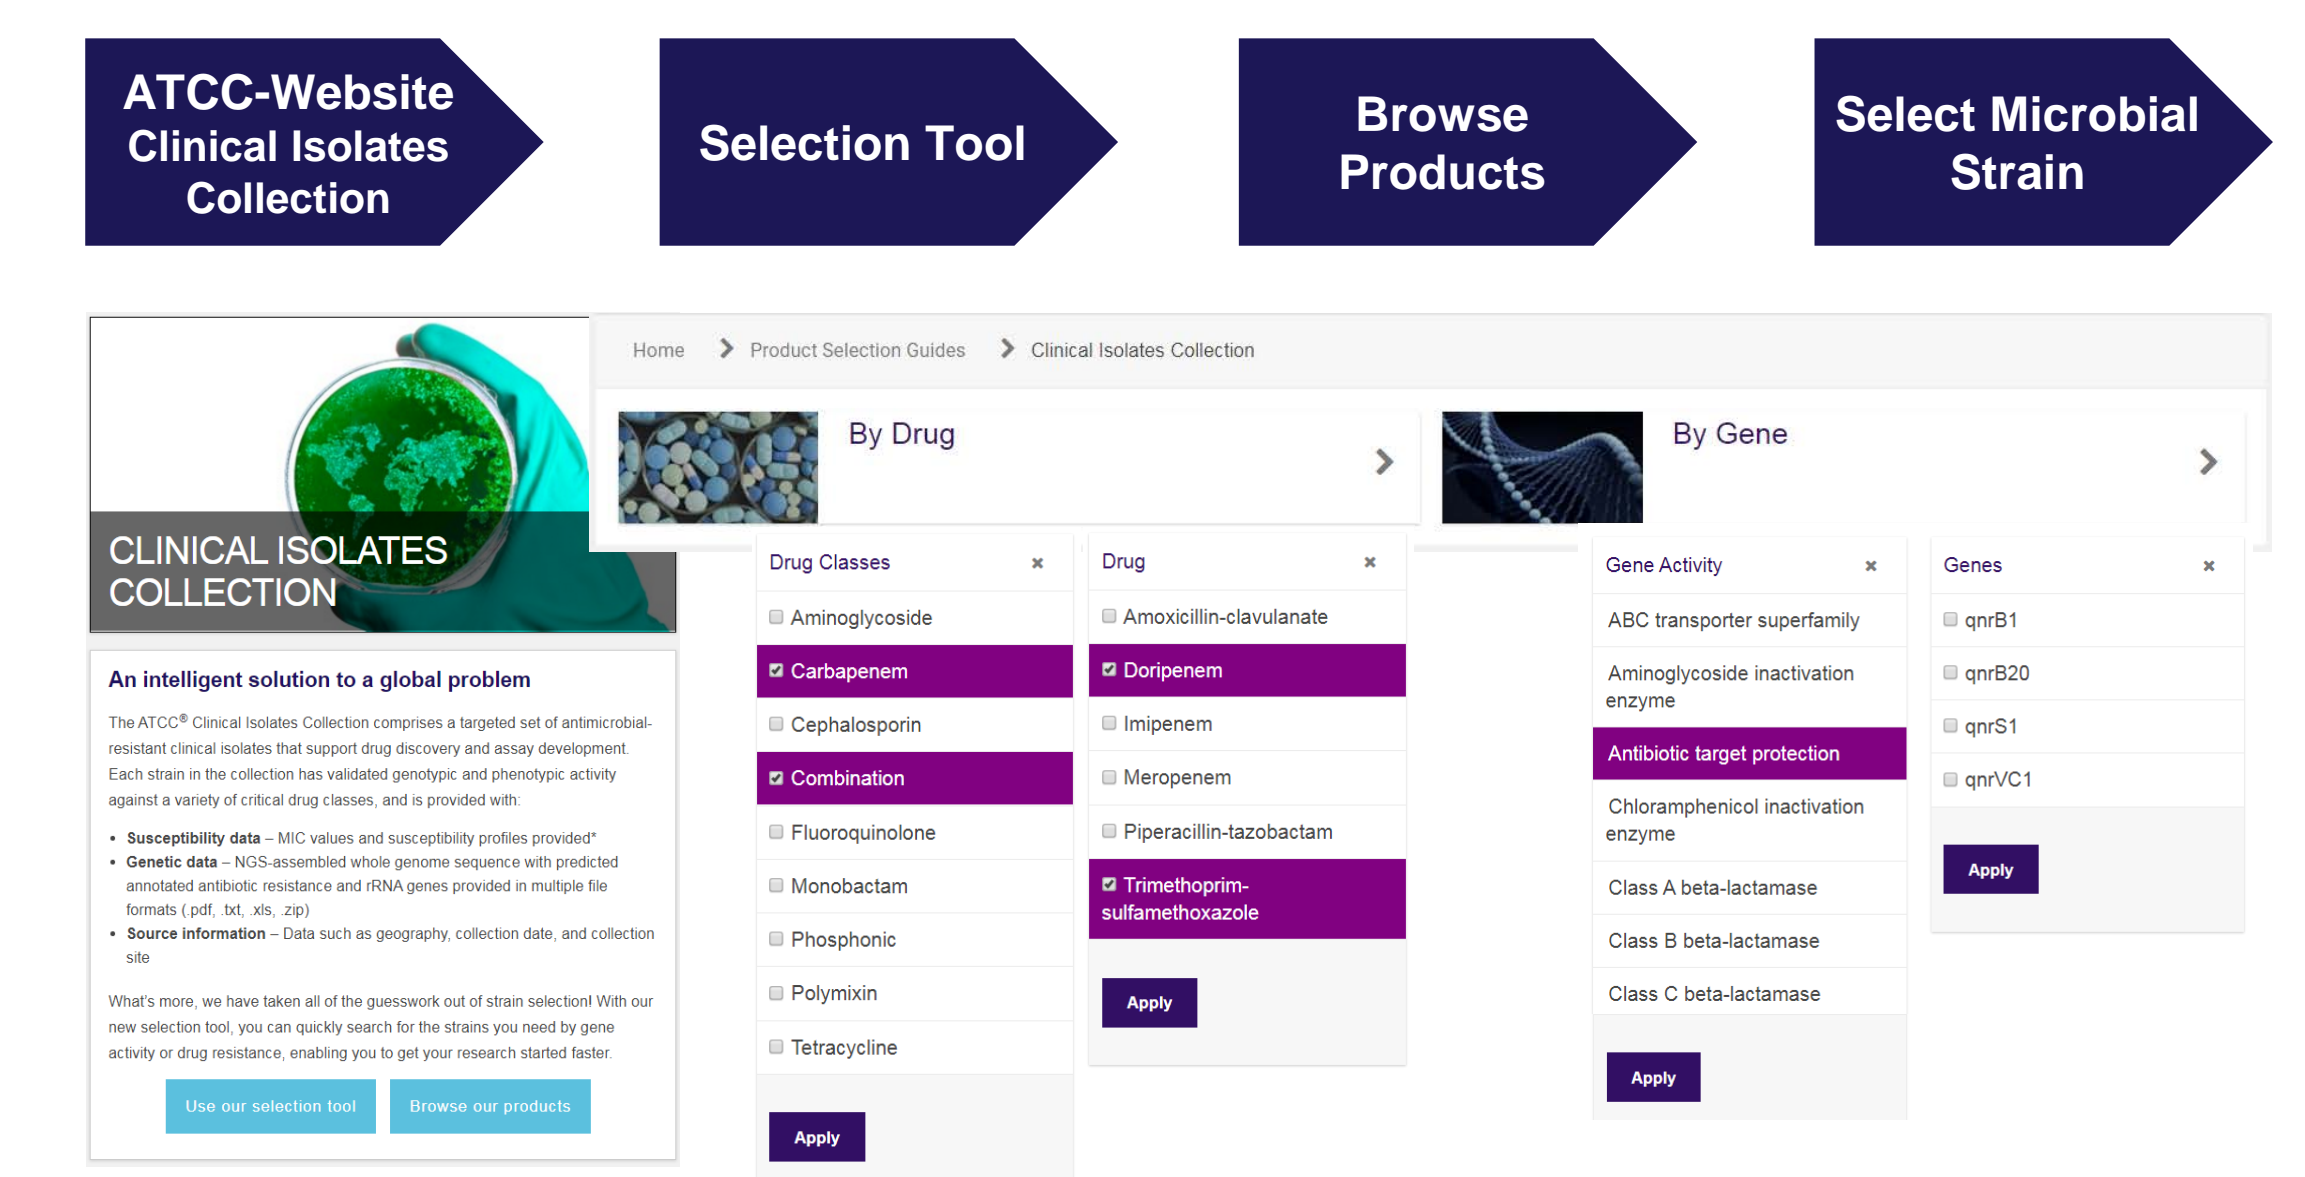 ATCC-Website
Clinical Isolates
Collection
Selection Tool
Browse
Products
Select Microbial
Strain
CLINICAL ISOLATES
COLLECTION
An intelligent solution to a global problem
The ATCC® Clinical Isolates Collection comprises a targeted set of antimicrobial-
resistant clinical isolates that support drug discovery and assay development.
Each strain in the collection has validated genotypic and phenotypic activity
against a variety of critical drug classes, and is provided with:
• Susceptibility data – MIC values and susceptibility profiles provided*
• Genetic data – NGS-assembled whole genome sequence with predicted
annotated antibiotic resistance and rRNA genes provided in multiple file
formats (.pdf, .txt, .xls, .zip)
• Source information – Data such as geography, collection date, and collection
site
What's more, we have taken all of the guesswork out of strain selection! With our
new selection tool, you can quickly search for the strains you need by gene
activity or drug resistance, enabling you to get your research started faster.
Use our selection tool
Browse our products
Home > Product Selection Guides > Clinical Isolates Collection
By Drug
By Gene
Drug Classes
Aminoglycoside
Carbapenem
Cephalosporin
Combination
Fluoroquinolone
Monobactam
Phosphonic
Polymixin
Tetracycline
Apply
Drug
Amoxicillin-clavulanate
Doripenem
Imipenem
Meropenem
Piperacillin-tazobactam
Trimethoprim-
sulfamethoxazole
Apply
Gene Activity
ABC transporter superfamily
Aminoglycoside inactivation
enzyme
Antibiotic target protection
Chloramphenicol inactivation
enzyme
Class A beta-lactamase
Class B beta-lactamase
Class C beta-lactamase
Apply
Genes
qnrB1
qnrB20
qnrS1
qnrVC1
Apply